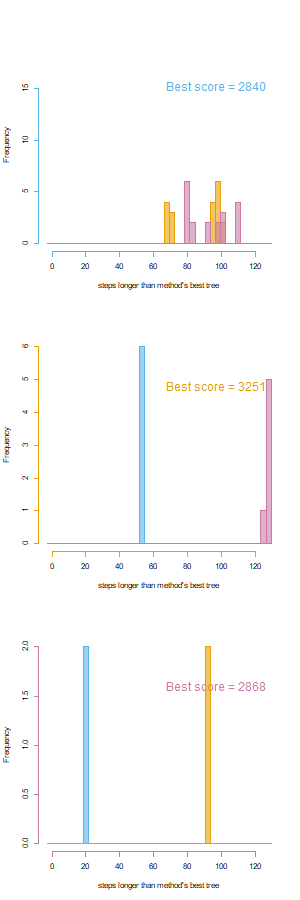 Best score = 2840
Frequency
15
10
5
0
0 20 40 60 80 100 120
steps longer than method's best tree
Best score = 3251
Frequency
6
5
4
3
2
1
0
0 20 40 60 80 100 120
steps longer than method's best tree
Best score = 2868
Frequency
2.0
1.5
1.0
0.5
0.0
0 20 40 60 80 100 120
steps longer than method's best tree